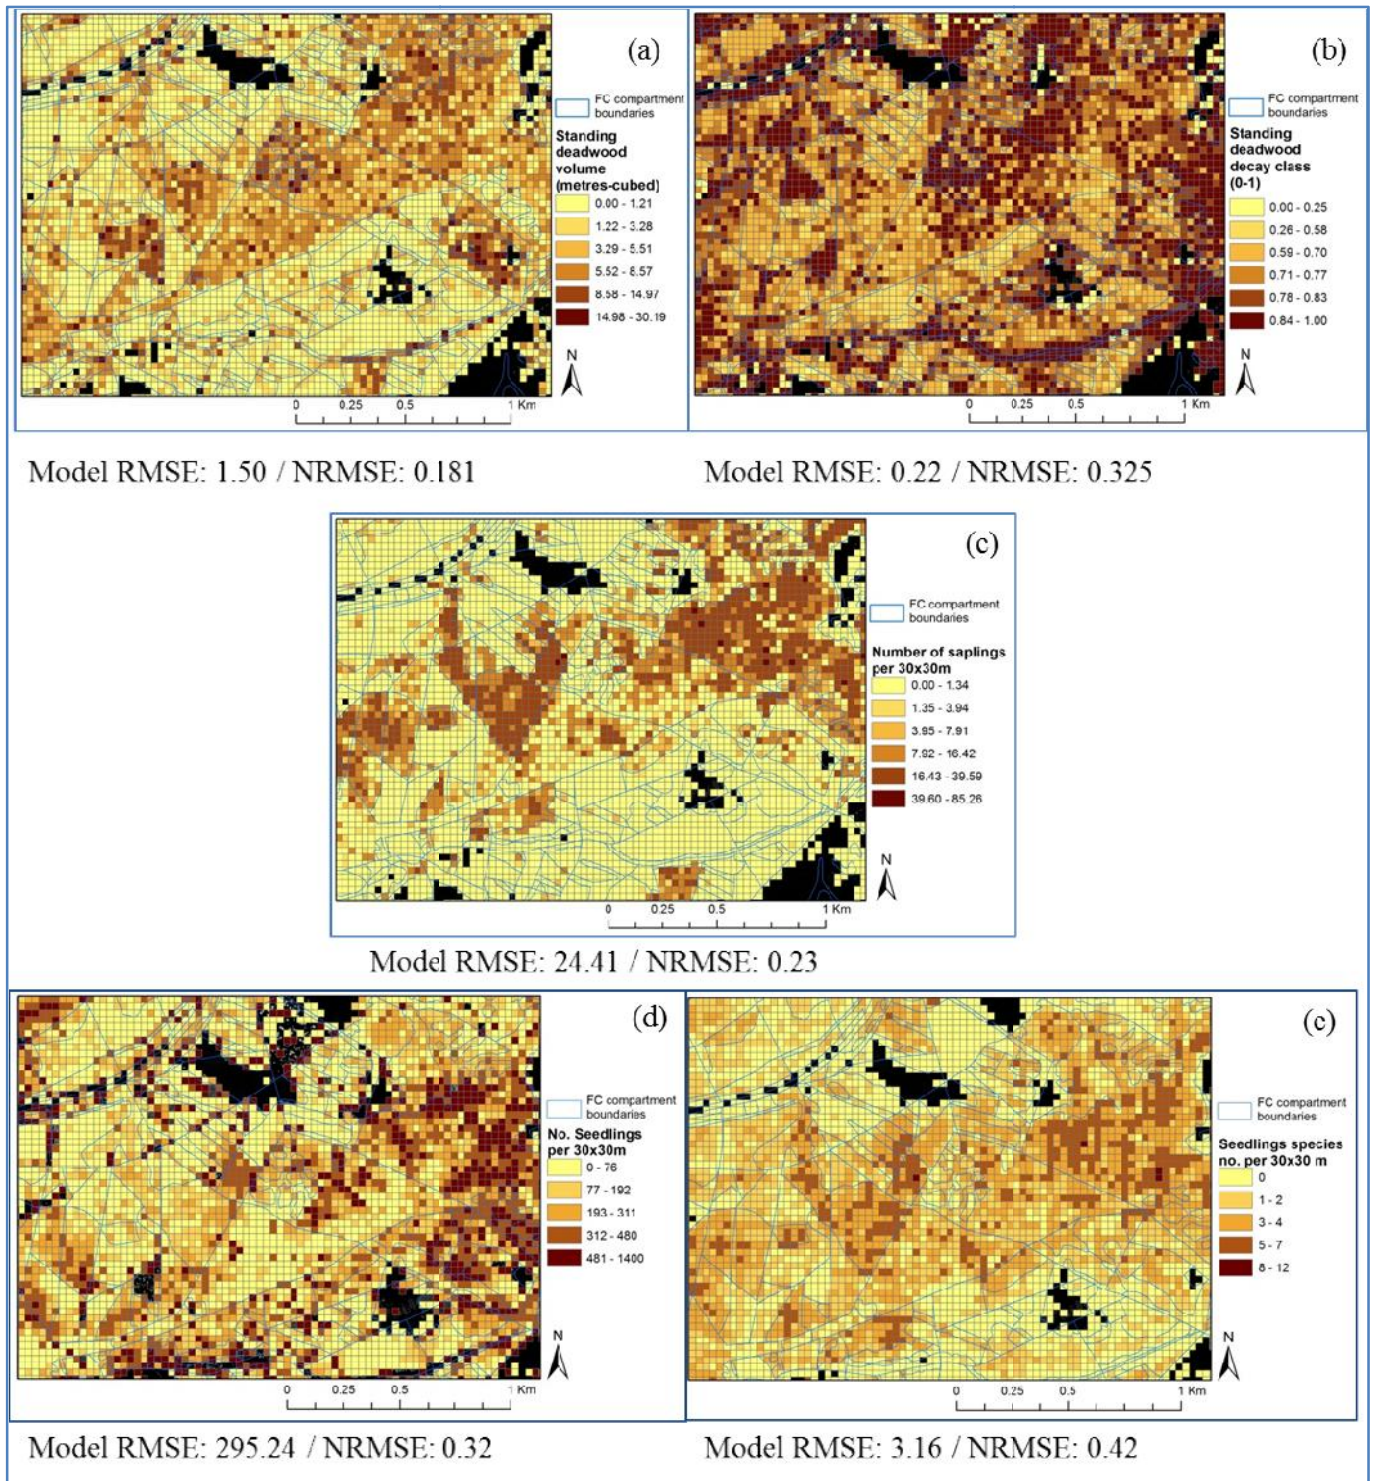 (a)
FC compartment
boundaries
Standing
deadwood
volume
(metres-cubed)
0.00 - 1.21
1.22 - 3.28
3.29 - 5.51
5.52 - 8.57
8.58 - 14.97
14.98 - 30.19
N
0 0.25 0.5 1 Km
(b)
FC compartment
boundaries
Standing
deadwood
decay class
(0-1)
0.00 - 0.25
0.26 - 0.58
0.59 - 0.70
0.71 - 0.77
0.78 - 0.83
0.84 - 1.00
N
0 0.25 0.5 1 Km
Model RMSE: 1.50 / NRMSE: 0.181
Model RMSE: 0.22 / NRMSE: 0.325
(c)
FC compartment
boundaries
Number of saplings
per 30x30m
0.00 - 1.34
1.35 - 3.94
3.95 - 7.91
7.92 - 16.42
16.43 - 39.59
39.60 - 85.26
N
0 0.25 0.5 1 Km
Model RMSE: 24.41 / NRMSE: 0.23
(d)
FC compartment
boundaries
No. Seedlings
per 30x30m
0 - 76
77 - 192
193 - 311
312 - 480
481 - 1400
N
0 0.25 0.5 1 Km
(e)
FC compartment
boundaries
Seedlings species
no. per 30x30 m
0
1 - 2
3 - 4
5 - 7
8 - 12
N
0 0.25 0.5 1 Km
Model RMSE: 295.24 / NRMSE: 0.32
Model RMSE: 3.16 / NRMSE: 0.42